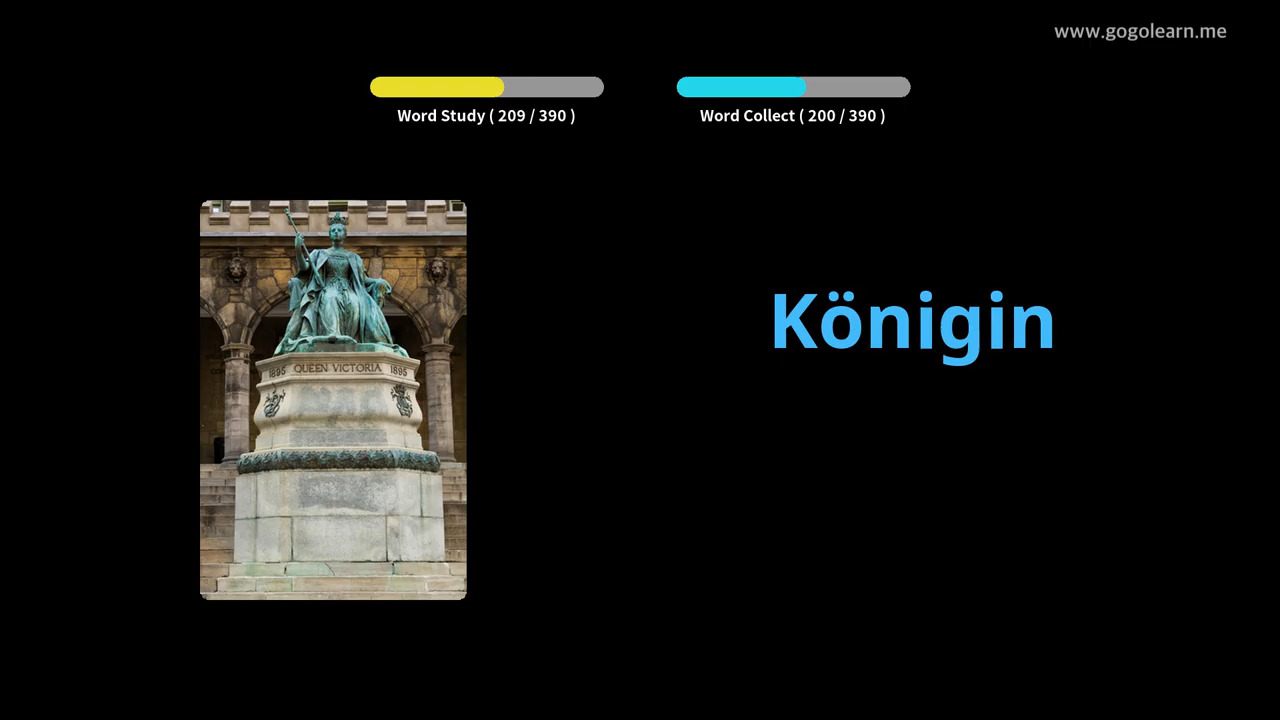 www.gogolearn.me
Word Study ( 209 / 390 )
Word Collect ( 200 / 390 )
Königin
1895 QUEEN VICTORIA 1895